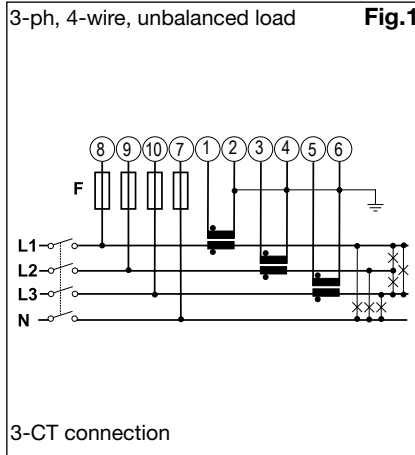 3-ph, 4-wire, unbalanced load Fig.1
8 9 10 7 1 2 3 4 5 6
F
L1
L2
L3
N
3-CT connection